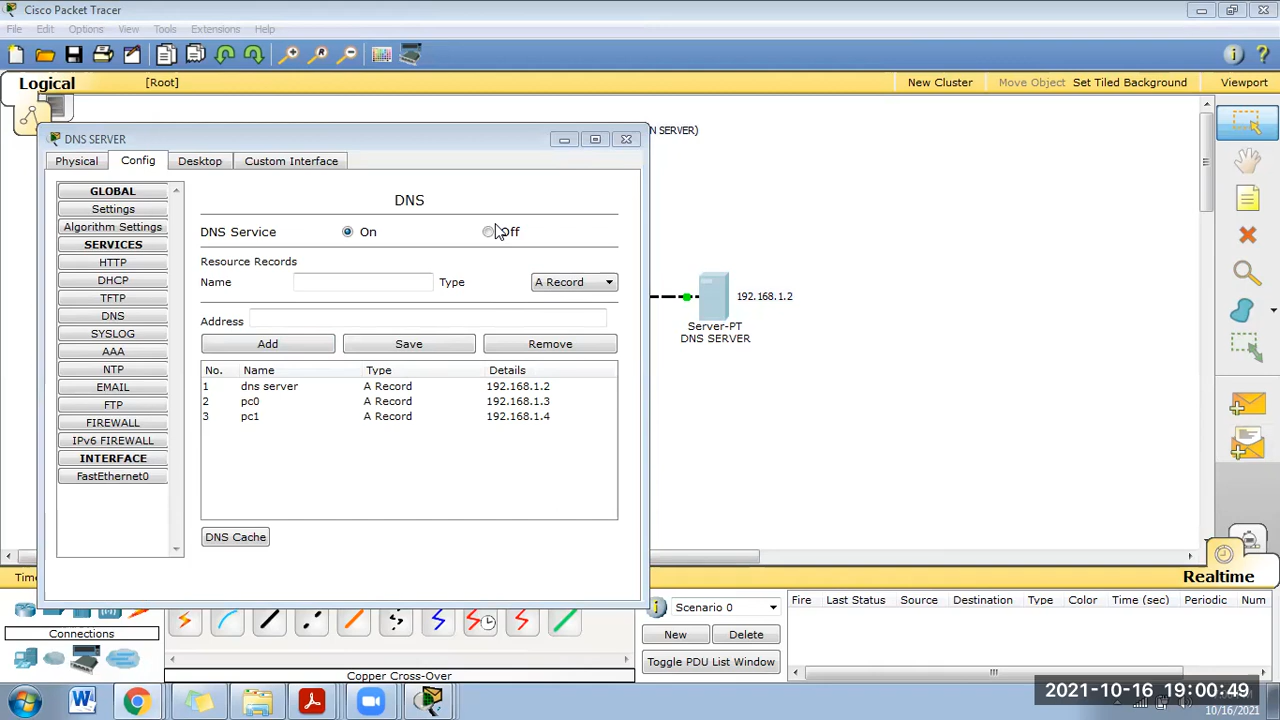 Cisco Packet Tracer
File Edit Options View Tools Extensions Help
Logical [Root] New Cluster Move Object Set Tiled Background Viewport
N SERVER)
DNS SERVER
Physical Config Desktop Custom Interface
GLOBAL
Settings
Algorithm Settings
SERVICES
HTTP
DHCP
TFTP
DNS
SYSLOG
AAA
NTP
EMAIL
FTP
FIREWALL
IPv6 FIREWALL
INTERFACE
FastEthernet0
DNS
DNS Service On Off
Resource Records
Name Type A Record
Address
Add Save Remove
No. Name Type Details
1 dns server A Record 192.168.1.2
2 pc0 A Record 192.168.1.3
3 pc1 A Record 192.168.1.4
DNS Cache
192.168.1.2
Server-PT
DNS SERVER
Realtime
Connections
Copper Cross-Over
Scenario 0
New Delete
Toggle PDU List Window
Fire Last Status Source Destination Type Color Time (sec) Periodic Num
2021-10-16 19:00:49
10/16/2021